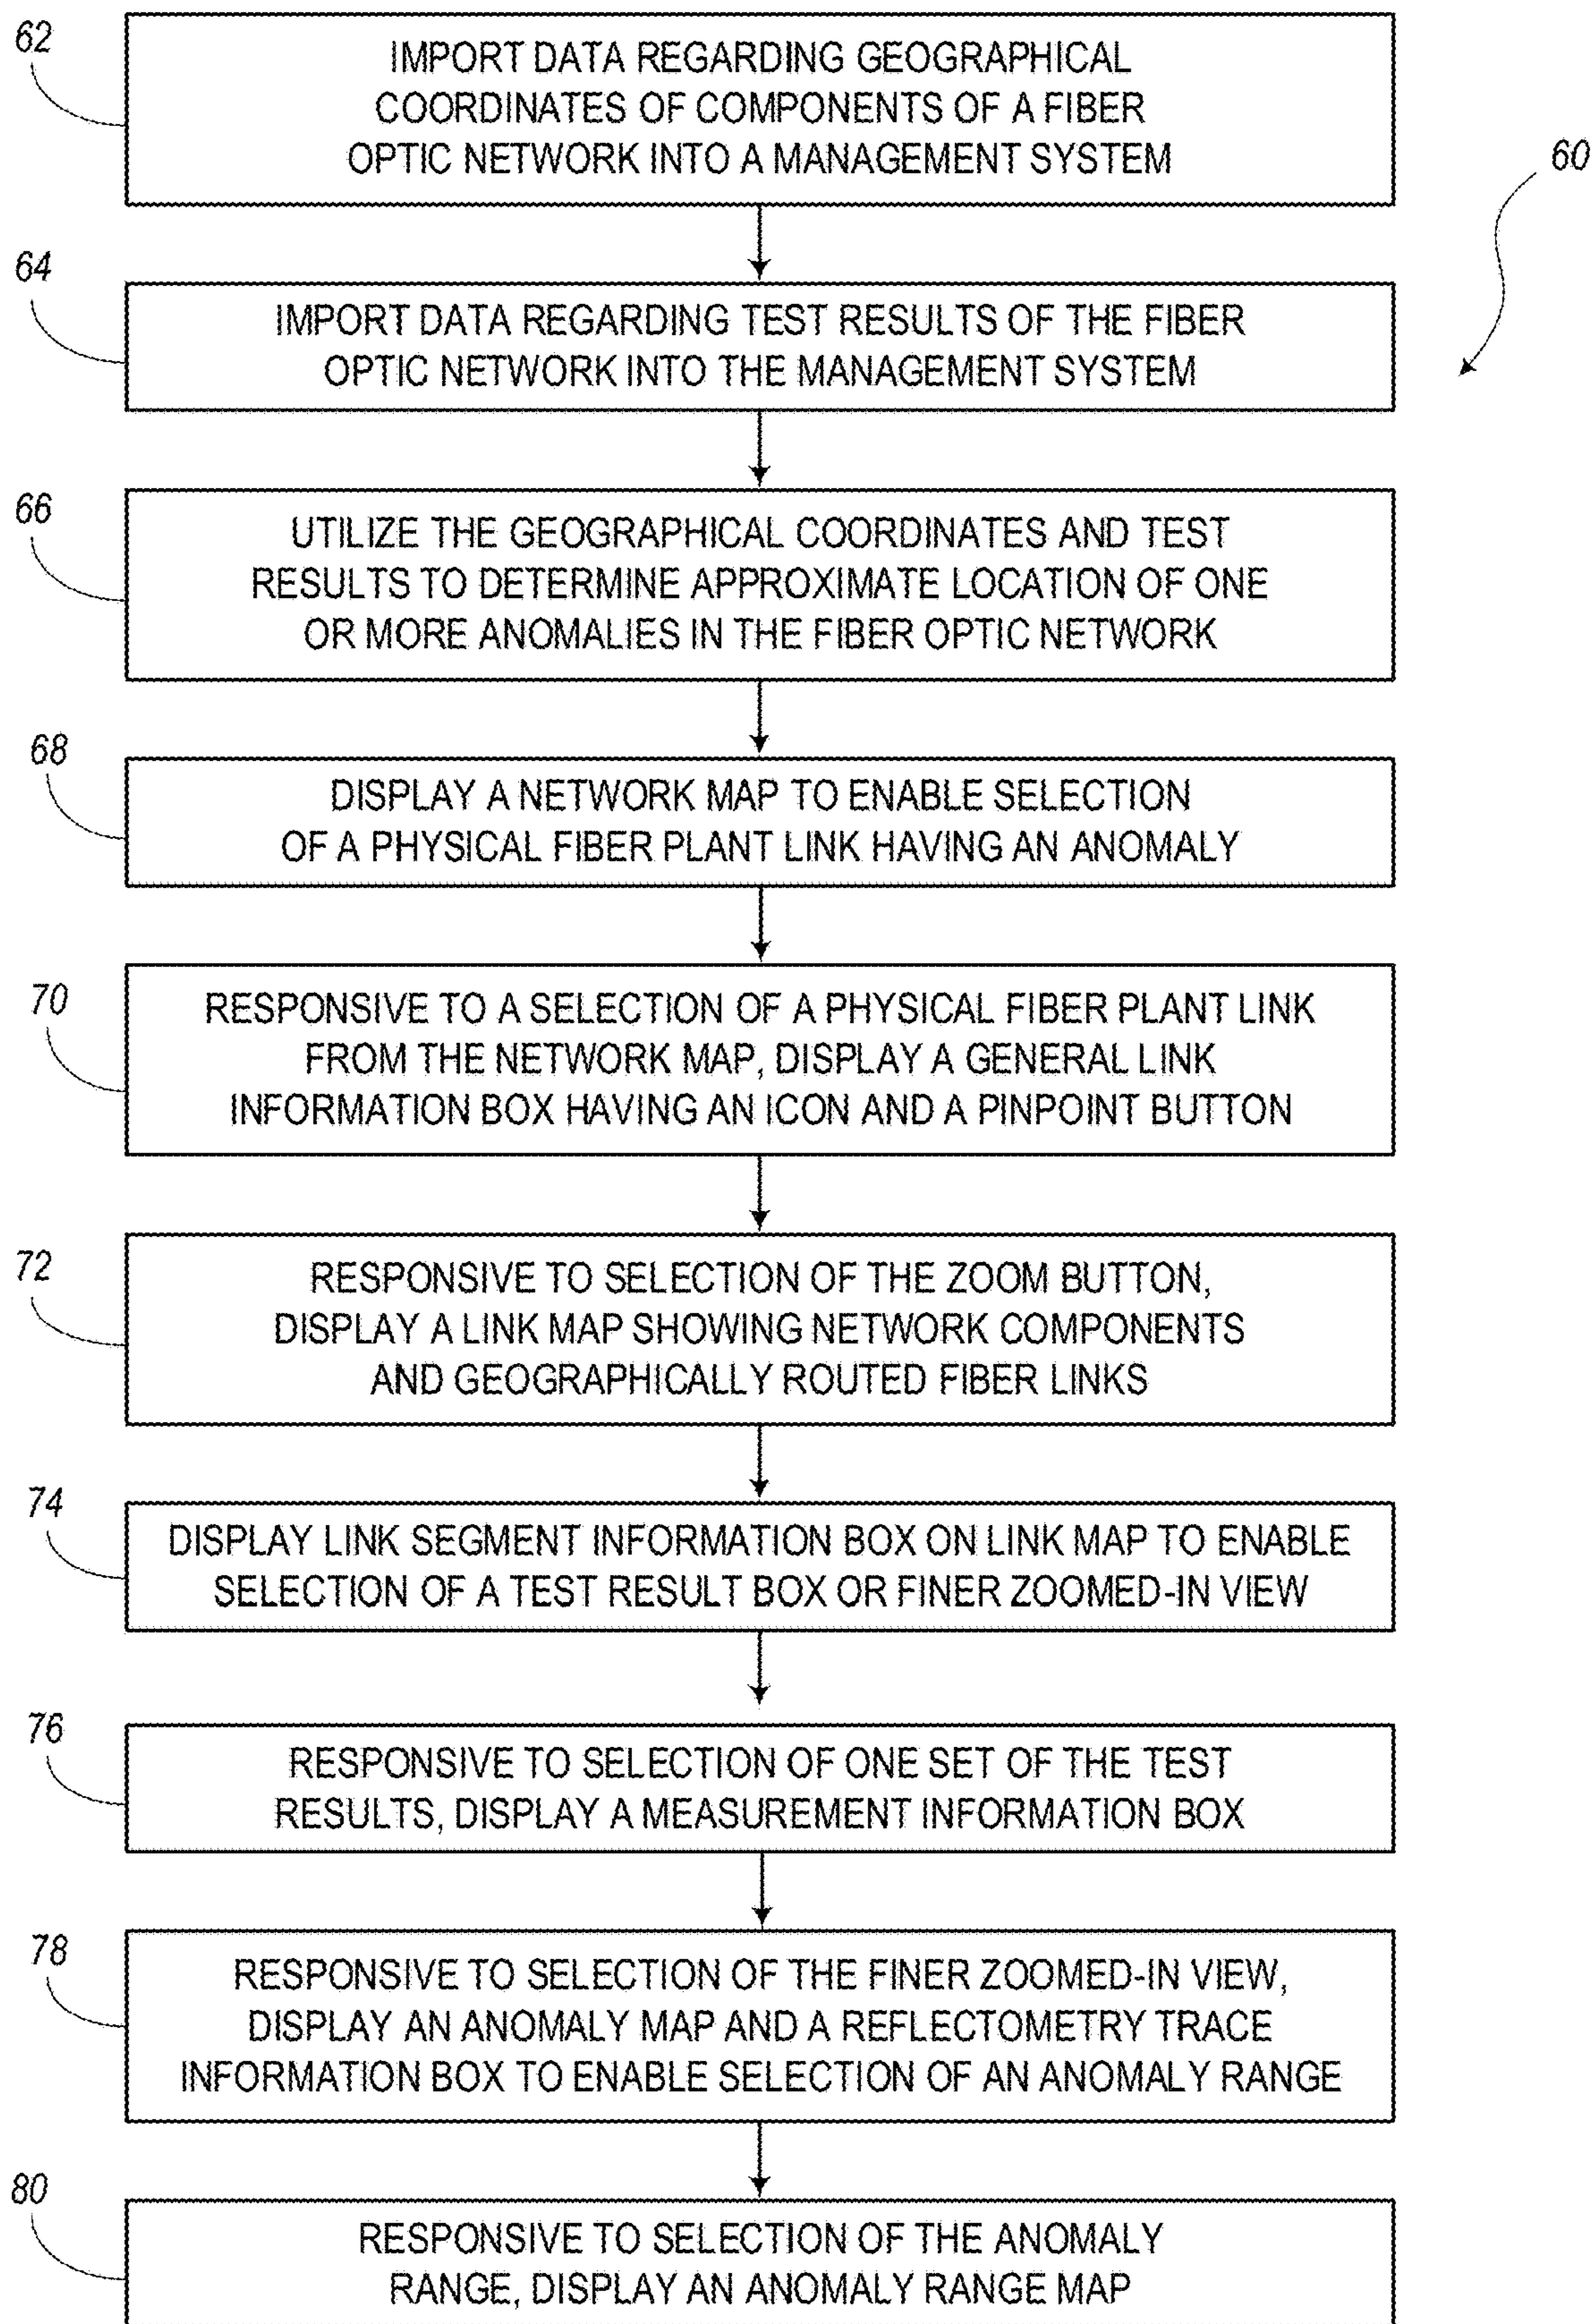 62
IMPORT DATA REGARDING GEOGRAPHICAL
COORDINATES OF COMPONENTS OF A FIBER
OPTIC NETWORK INTO A MANAGEMENT SYSTEM
60
64
IMPORT DATA REGARDING TEST RESULTS OF THE FIBER
OPTIC NETWORK INTO THE MANAGEMENT SYSTEM
66
UTILIZE THE GEOGRAPHICAL COORDINATES AND TEST
RESULTS TO DETERMINE APPROXIMATE LOCATION OF ONE
OR MORE ANOMALIES IN THE FIBER OPTIC NETWORK
68
DISPLAY A NETWORK MAP TO ENABLE SELECTION
OF A PHYSICAL FIBER PLANT LINK HAVING AN ANOMALY
70
RESPONSIVE TO A SELECTION OF A PHYSICAL FIBER PLANT LINK
FROM THE NETWORK MAP, DISPLAY A GENERAL LINK
INFORMATION BOX HAVING AN ICON AND A PINPOINT BUTTON
72
RESPONSIVE TO SELECTION OF THE ZOOM BUTTON,
DISPLAY A LINK MAP SHOWING NETWORK COMPONENTS
AND GEOGRAPHICALLY ROUTED FIBER LINKS
74
DISPLAY LINK SEGMENT INFORMATION BOX ON LINK MAP TO ENABLE
SELECTION OF A TEST RESULT BOX OR FINER ZOOMED-IN VIEW
76
RESPONSIVE TO SELECTION OF ONE SET OF THE TEST
RESULTS, DISPLAY A MEASUREMENT INFORMATION BOX
78
RESPONSIVE TO SELECTION OF THE FINER ZOOMED-IN VIEW,
DISPLAY AN ANOMALY MAP AND A REFLECTOMETRY TRACE
INFORMATION BOX TO ENABLE SELECTION OF AN ANOMALY RANGE
80
RESPONSIVE TO SELECTION OF THE ANOMALY
RANGE, DISPLAY AN ANOMALY RANGE MAP